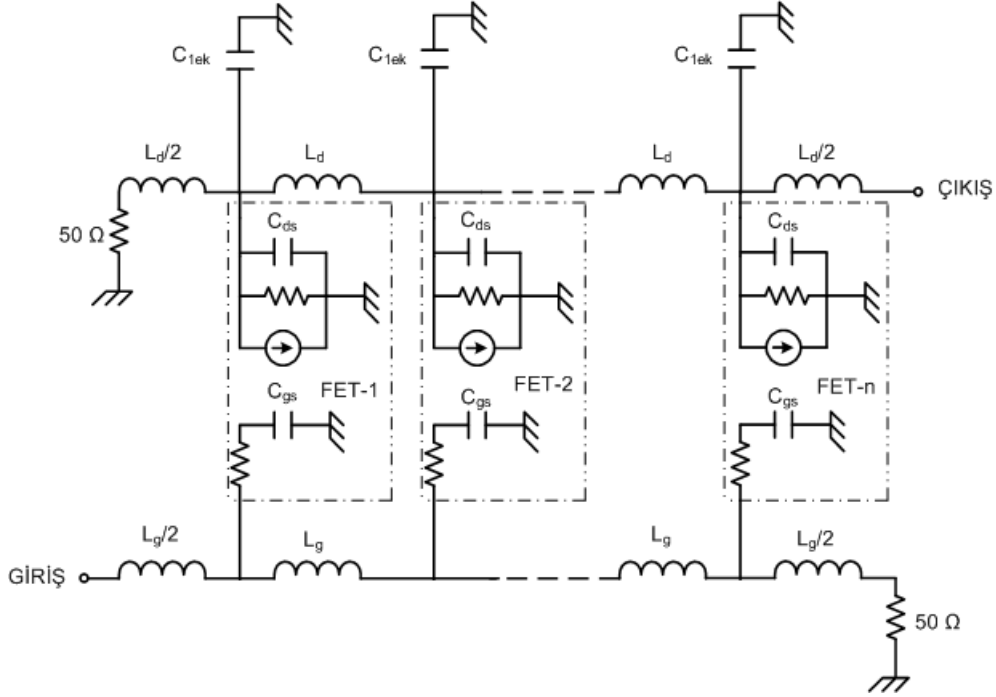 C1ek
C1ek
C1ek
Ld/2
Ld
Ld
Ld/2
ÇIKIŞ
50 Ω
Cds
Cds
Cds
FET-1
FET-2
FET-n
Cgs
Cgs
Cgs
Lg/2
Lg
Lg
Lg/2
GİRİŞ
50 Ω